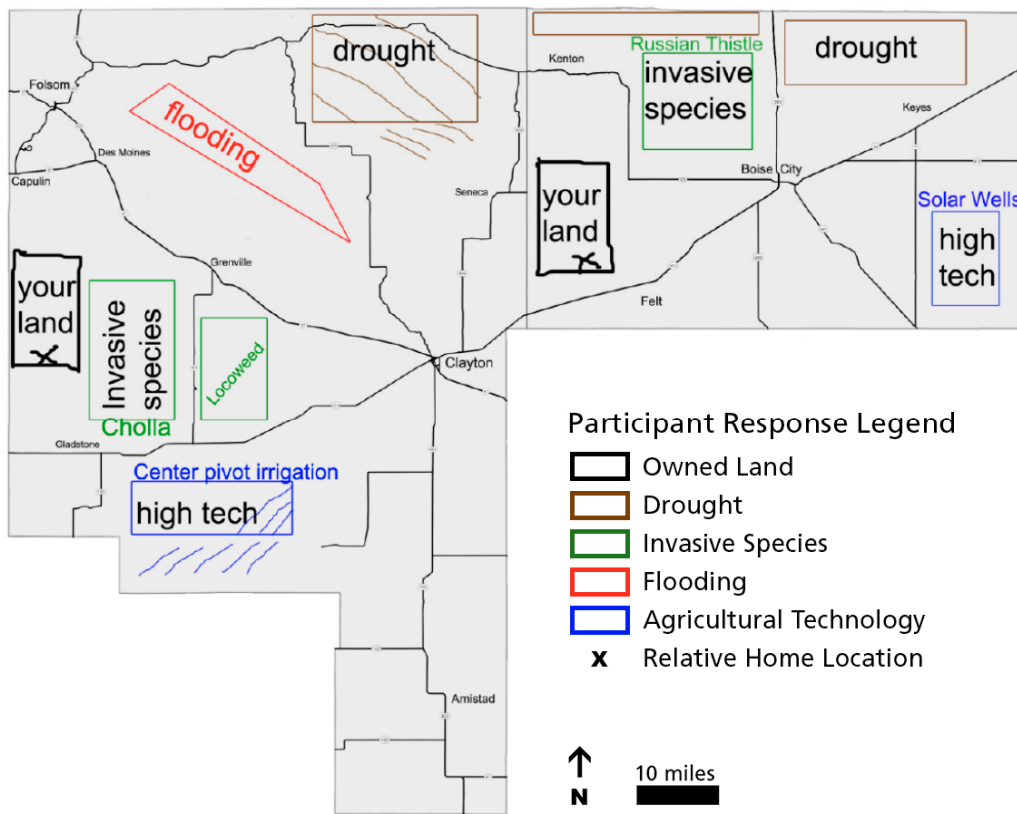 drought
Kenton
Russian Thistle
invasive
species
drought
Keyes
Folsom
flooding
Des Moines
Capulin
Seneca
Boise City
your
land
x
Solar Wells
high
tech
Grenville
your
land
x
Invasive
species
Cholla
Locoweed
Felt
Clayton
Gladstone
Center pivot irrigation
high tech
Amistad
Participant Response Legend
Owned Land
Drought
Invasive Species
Flooding
Agricultural Technology
x Relative Home Location
N
10 miles